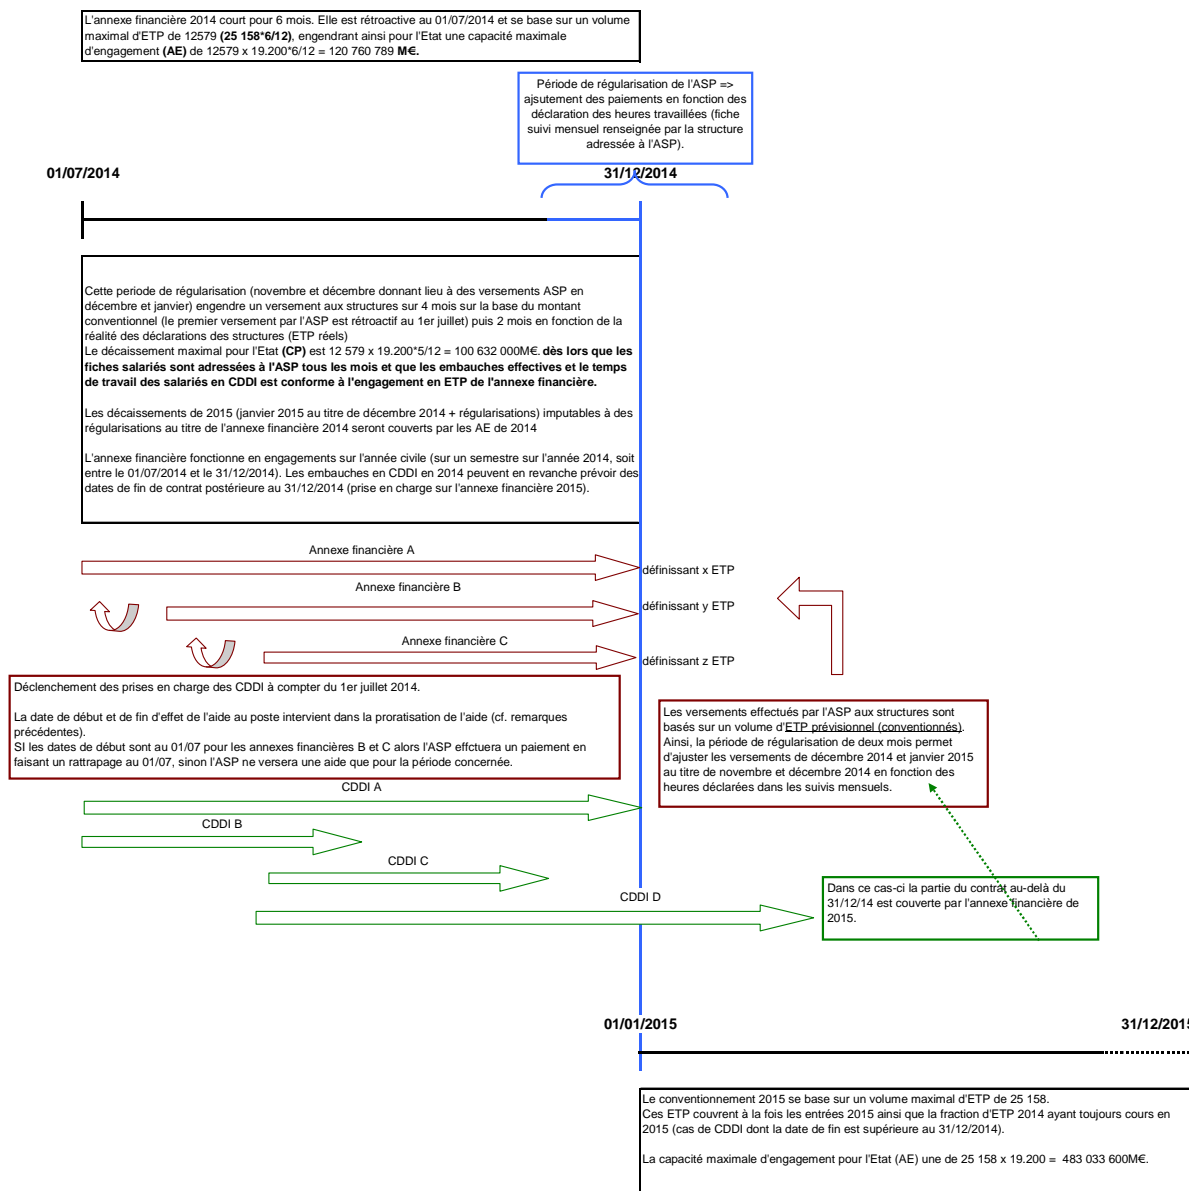 L'annexe financière 2014 court pour 6 mois. Elle est rétroactive au 01/07/2014 et se base sur un volume
maximal d'ETP de 12579 (25 158*6/12), engendrant ainsi pour l'Etat une capacité maximale
d'engagement (AE) de 12579 x 19.200*6/12 = 120 760 789 M€.
Période de régularisation de l'ASP =>
ajsutement des paiements en fonction des
déclaration des heures travaillées (fiche
suivi mensuel renseignée par la structure
adressée à l'ASP).
01/07/2014
31/12/2014
Cette periode de régularisation (novembre et décembre donnant lieu à des versements ASP en
décembre et janvier) engendre un versement aux structures sur 4 mois sur la base du montant
conventionnel (le premier versement par l'ASP est rétroactif au 1er juillet) puis 2 mois en fonction de la
réalité des déclarations des structures (ETP réels)
Le décaissement maximal pour l'Etat (CP) est 12 579 x 19.200*5/12 = 100 632 000M€. dès lors que les
fiches salariés sont adressées à l'ASP tous les mois et que les embauches effectives et le temps
de travail des salariés en CDDI est conforme à l'engagement en ETP de l'annexe financière.
Les décaissements de 2015 (janvier 2015 au titre de décembre 2014 + régularisations) imputables à des
régularisations au titre de l'annexe financière 2014 seront couverts par les AE de 2014
L'annexe financière fonctionne en engagements sur l'année civile (sur un semestre sur l'année 2014, soit
entre le 01/07/2014 et le 31/12/2014). Les embauches en CDDI en 2014 peuvent en revanche prévoir des
dates de fin de contrat postérieure au 31/12/2014 (prise en charge sur l'annexe financière 2015).
Annexe financière A
définissant x ETP
Annexe financière B
définissant y ETP
Annexe financière C
définissant z ETP
Déclenchement des prises en charge des CDDI à compter du 1er juillet 2014.
La date de début et de fin d'effet de l'aide au poste intervient dans la proratisation de l'aide (cf. remarques
précédentes).
SI les dates de début sont au 01/07 pour les annexes financières B et C alors l'ASP effctuera un paiement en
faisant un rattrapage au 01/07, sinon l'ASP ne versera une aide que pour la période concernée.
Les versements effectués par l'ASP aux structures sont
basés sur un volume d'ETP prévisionnel (conventionnés).
Ainsi, la période de régularisation de deux mois permet
d'ajuster les versements de décembre 2014 et janvier 2015
au titre de novembre et décembre 2014 en fonction des
heures déclarées dans les suivis mensuels.
CDDI A
CDDI B
CDDI C
CDDI D
Dans ce cas-ci la partie du contrat au-delà du
31/12/14 est couverte par l'annexe financière de
2015.
01/01/2015
31/12/2015
Le conventionnement 2015 se base sur un volume maximal d'ETP de 25 158.
Ces ETP couvrent à la fois les entrées 2015 ainsi que la fraction d'ETP 2014 ayant toujours cours en
2015 (cas de CDDI dont la date de fin est supérieure au 31/12/2014).
La capacité maximale d'engagement pour l'Etat (AE) une de 25 158 x 19.200 = 483 033 600M€.